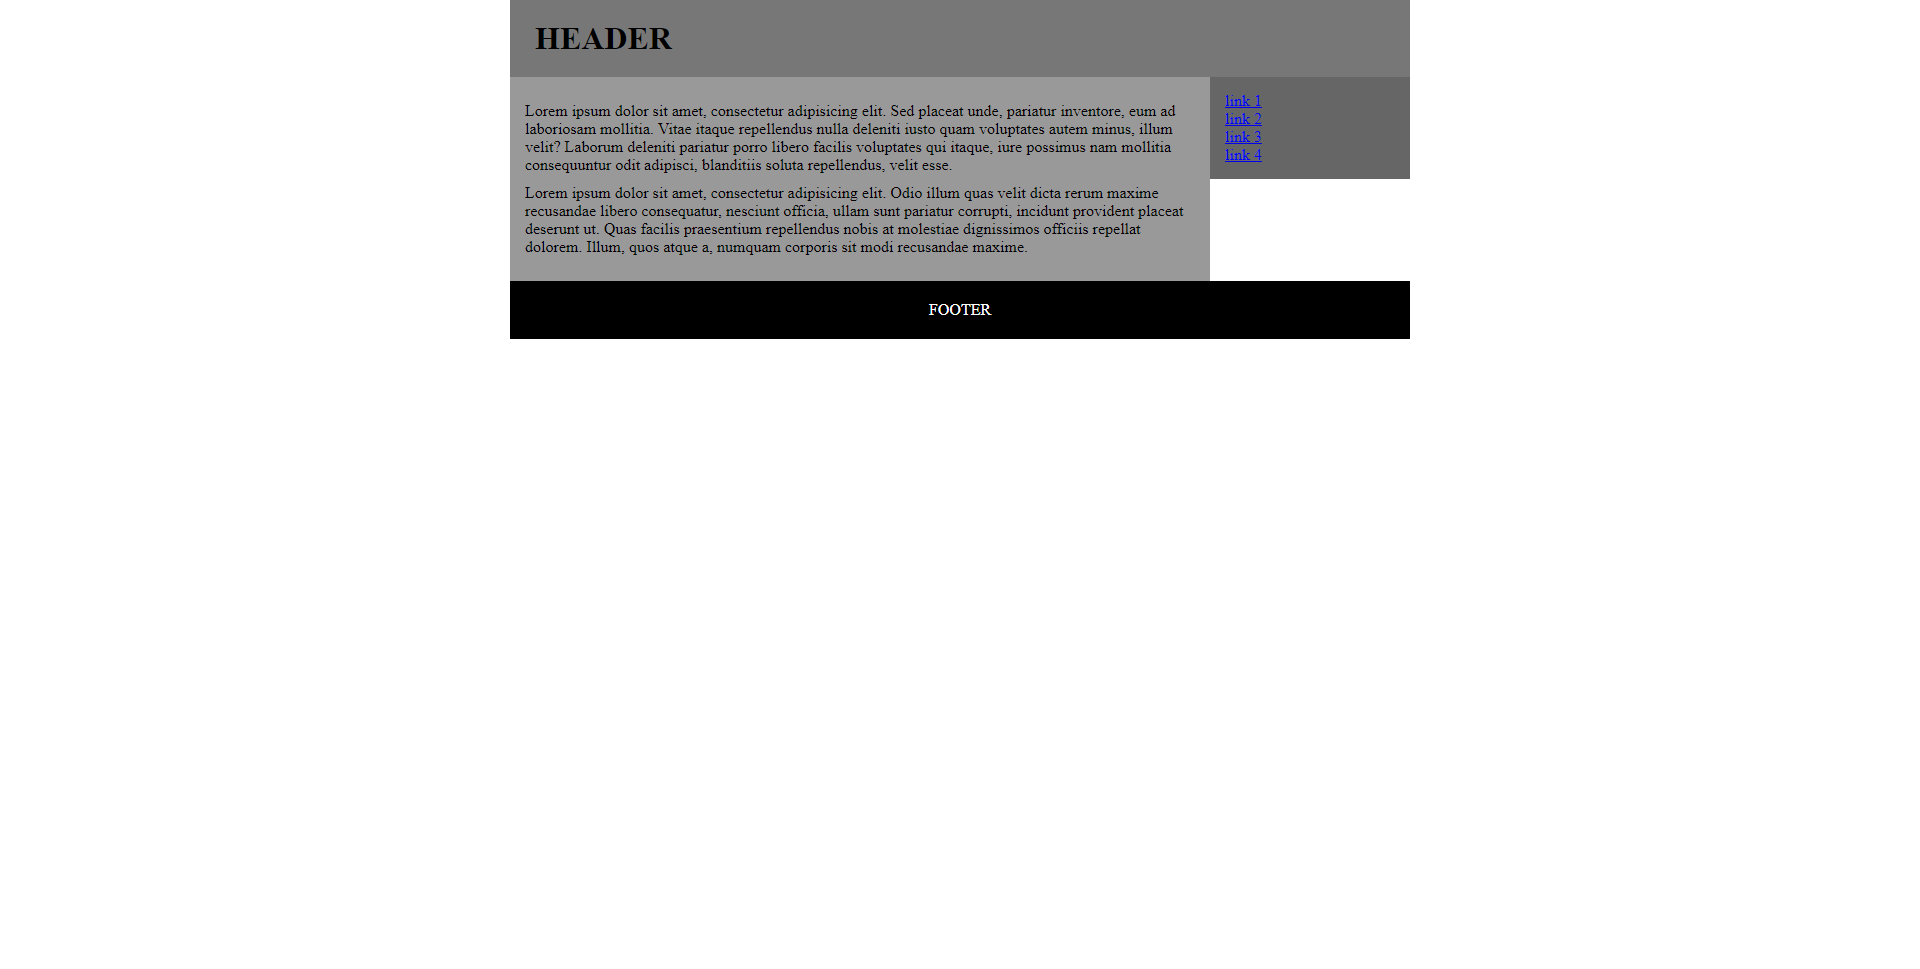 HEADER
Lorem ipsum dolor sit amet, consectetur adipisicing elit. Sed placeat unde, pariatur inventore, eum ad
laboriosam mollitia. Vitae itaque repellendus nulla deleniti iusto quam voluptates autem minus, illum
velit? Laborum deleniti pariatur porro libero facilis voluptates qui itaque, iure possimus nam mollitia
consequuntur odit adipisci, blanditiis soluta repellendus, velit esse.
Lorem ipsum dolor sit amet, consectetur adipisicing elit. Odio illum quas velit dicta rerum maxime
recusandae libero consequatur, nesciunt officia, ullam sunt pariatur corrupti, incidunt provident placeat
deserunt ut. Quas facilis praesentium repellendus nobis at molestiae dignissimos officiis repellat
dolorem. Illum, quos atque a, numquam corporis sit modi recusandae maxime.
link 1
link 2
link 3
link 4
FOOTER